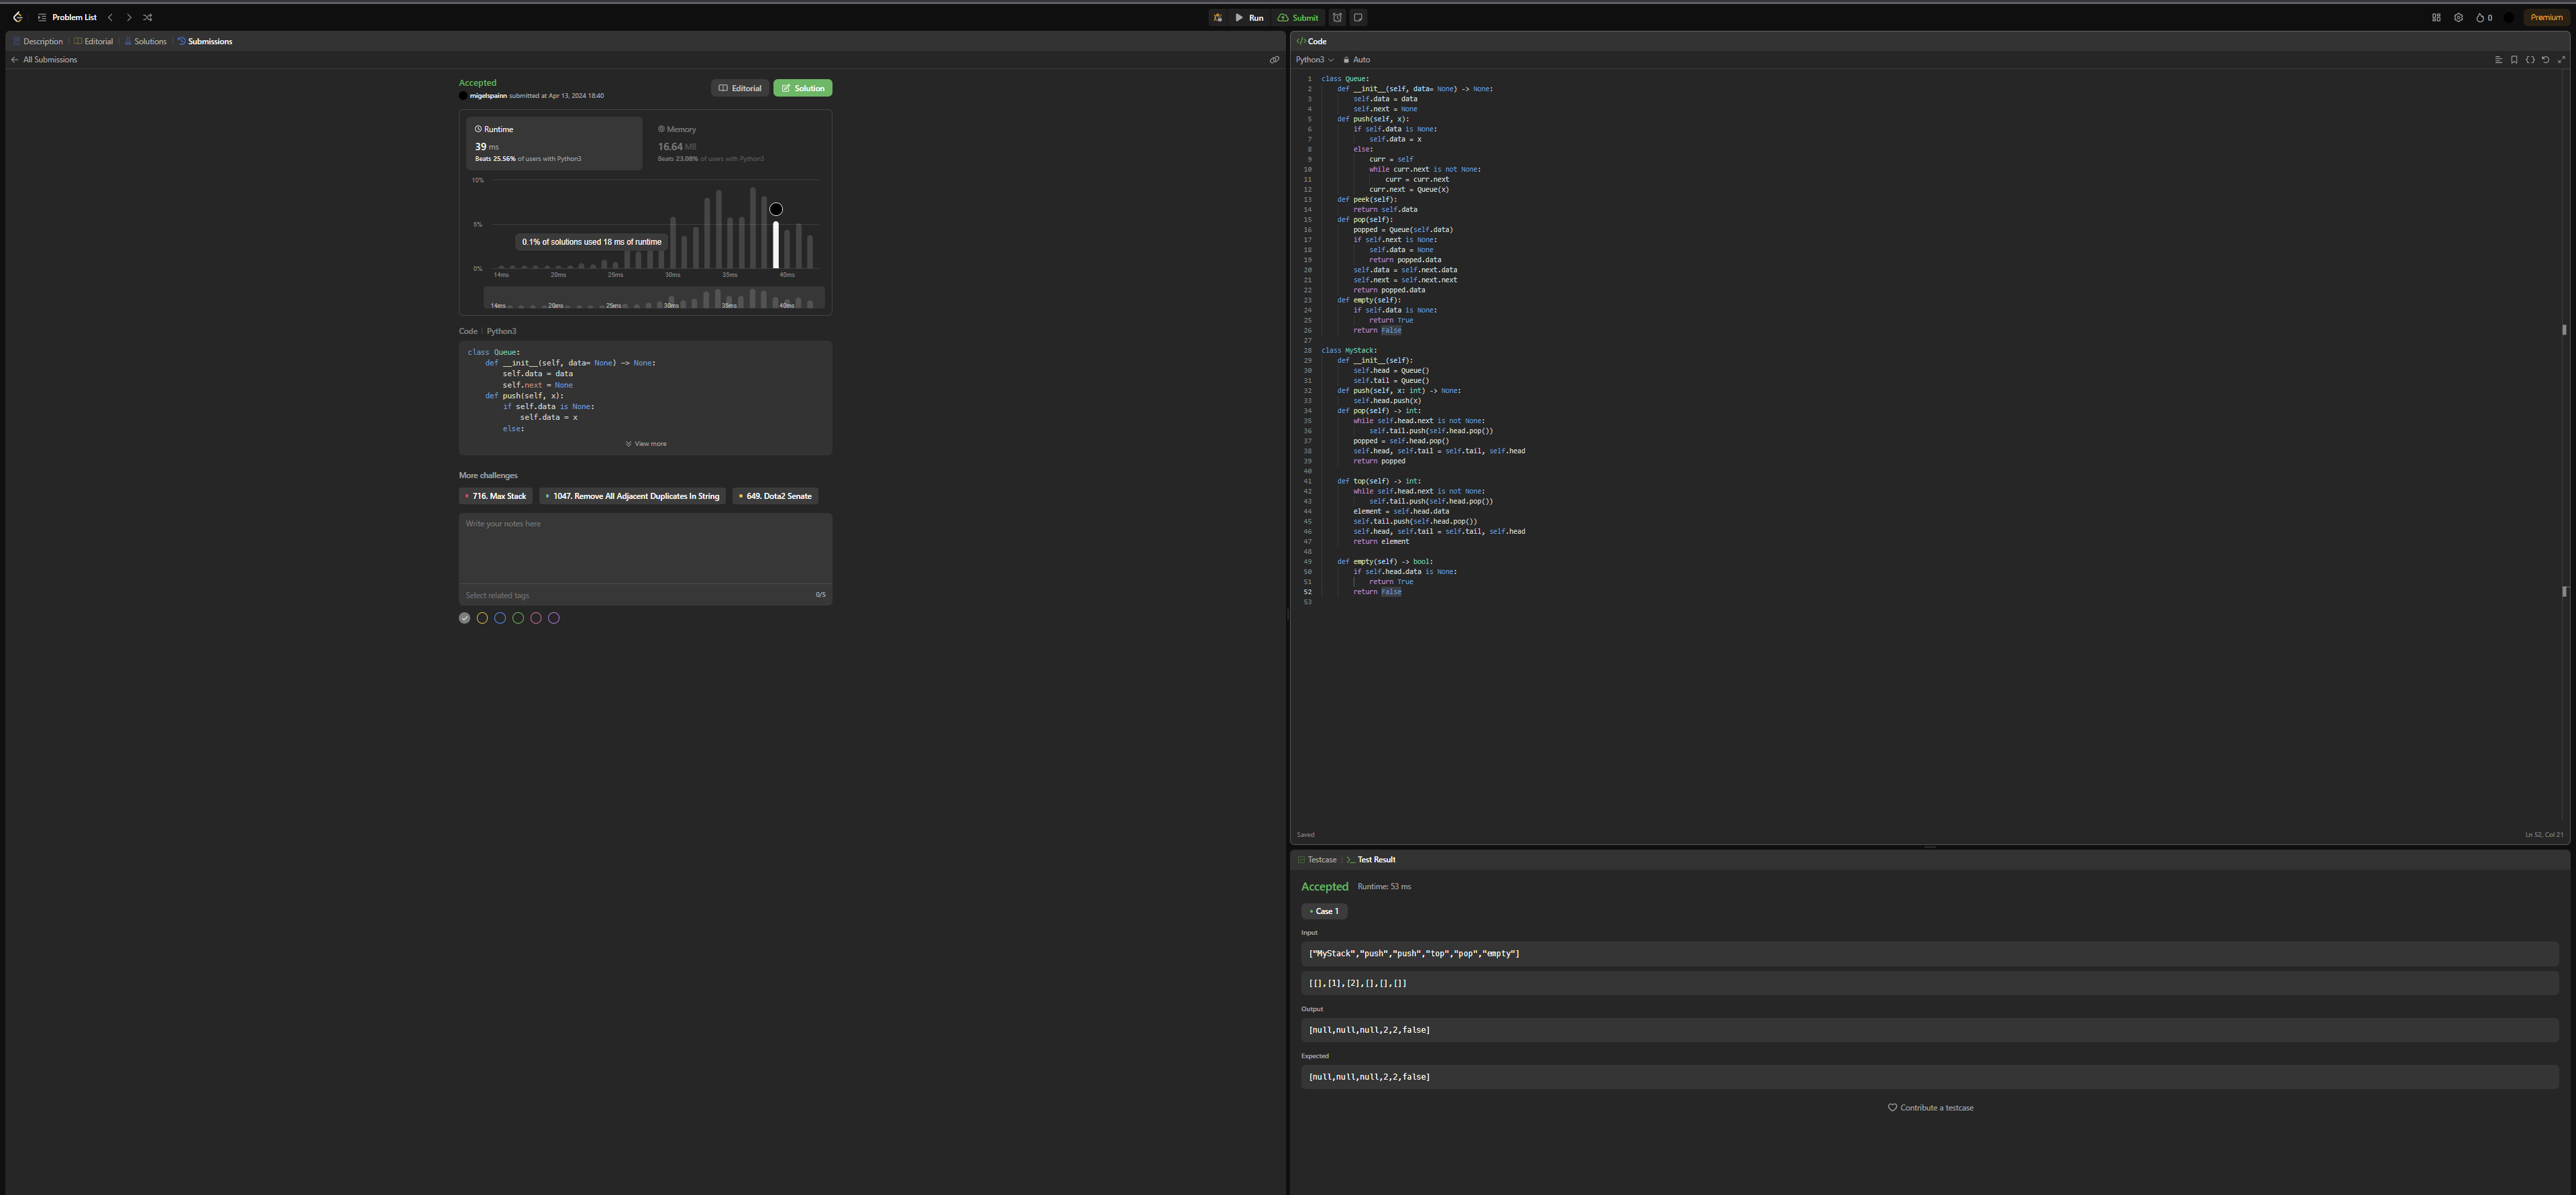 Problem List
Run
Submit
0
Premium
Description
Editorial
Solutions
Submissions
All Submissions
Accepted
migelspainn submitted at Apr 13, 2024 18:40
Editorial
Solution
Runtime
39 ms
Beats 25.56% of users with Python3
Memory
16.64 MB
Beats 23.08% of users with Python3
10%
5%
0%
0.1% of solutions used 18 ms of runtime
14ms 20ms 25ms 30ms 35ms 40ms
14ms 20ms 25ms 30ms 35ms 40ms
Code
Python3
class Queue:
    def __init__(self, data= None) -> None:
        self.data = data
        self.next = None
    def push(self, x):
        if self.data is None:
            self.data = x
        else:
View more
More challenges
716. Max Stack
1047. Remove All Adjacent Duplicates In String
649. Dota2 Senate
Write your notes here
Select related tags
0/5
Code
Python3
Auto
1 class Queue:
2     def __init__(self, data= None) -> None:
3         self.data = data
4         self.next = None
5     def push(self, x):
6         if self.data is None:
7             self.data = x
8         else:
9             curr = self
10             while curr.next is not None:
11                 curr = curr.next
12             curr.next = Queue(x)
13     def peek(self):
14         return self.data
15     def pop(self):
16         popped = Queue(self.data)
17         if self.next is None:
18             self.data = None
19             return popped.data
20         self.data = self.next.data
21         self.next = self.next.next
22         return popped.data
23     def empty(self):
24         if self.data is None:
25             return True
26         return False
27
28 class MyStack:
29     def __init__(self):
30         self.head = Queue()
31         self.tail = Queue()
32     def push(self, x: int) -> None:
33         self.head.push(x)
34     def pop(self) -> int:
35         while self.head.next is not None:
36             self.tail.push(self.head.pop())
37         popped = self.head.pop()
38         self.head, self.tail = self.tail, self.head
39         return popped
40
41     def top(self) -> int:
42         while self.head.next is not None:
43             self.tail.push(self.head.pop())
44         element = self.head.data
45         self.tail.push(self.head.pop())
46         self.head, self.tail = self.tail, self.head
47         return element
48
49     def empty(self) -> bool:
50         if self.head.data is None:
51             return True
52         return False
53
Saved
Ln 52, Col 21
Testcase
Test Result
Accepted
Runtime: 53 ms
Case 1
Input
["MyStack","push","push","top","pop","empty"]
[[],[1],[2],[],[],[]]
Output
[null,null,null,2,2,false]
Expected
[null,null,null,2,2,false]
Contribute a testcase